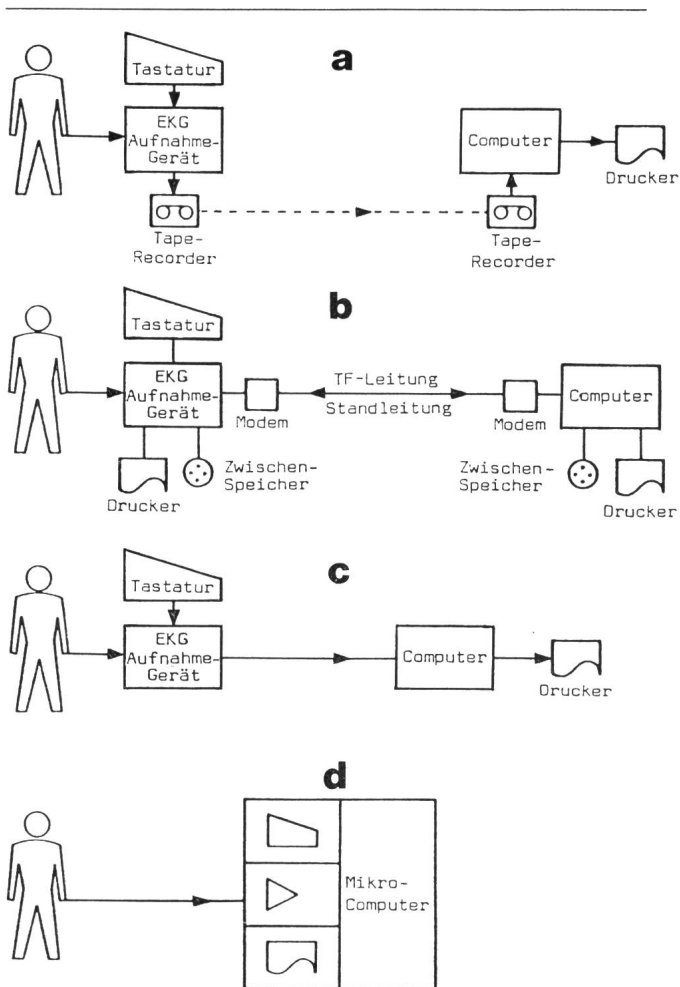 a
Tastatur
EKG
Aufnahme-
Gerät
Computer
Drucker
Tape-
Recorder
Tape-
Recorder
b
Tastatur
EKG
Aufnahme-
Gerät
Modem
TF-Leitung
Standleitung
Modem
Computer
Drucker
Zwischen-
Speicher
Zwischen-
Speicher
Drucker
c
Tastatur
EKG
Aufnahme-
Gerät
Computer
Drucker
d
Mikro-
Computer